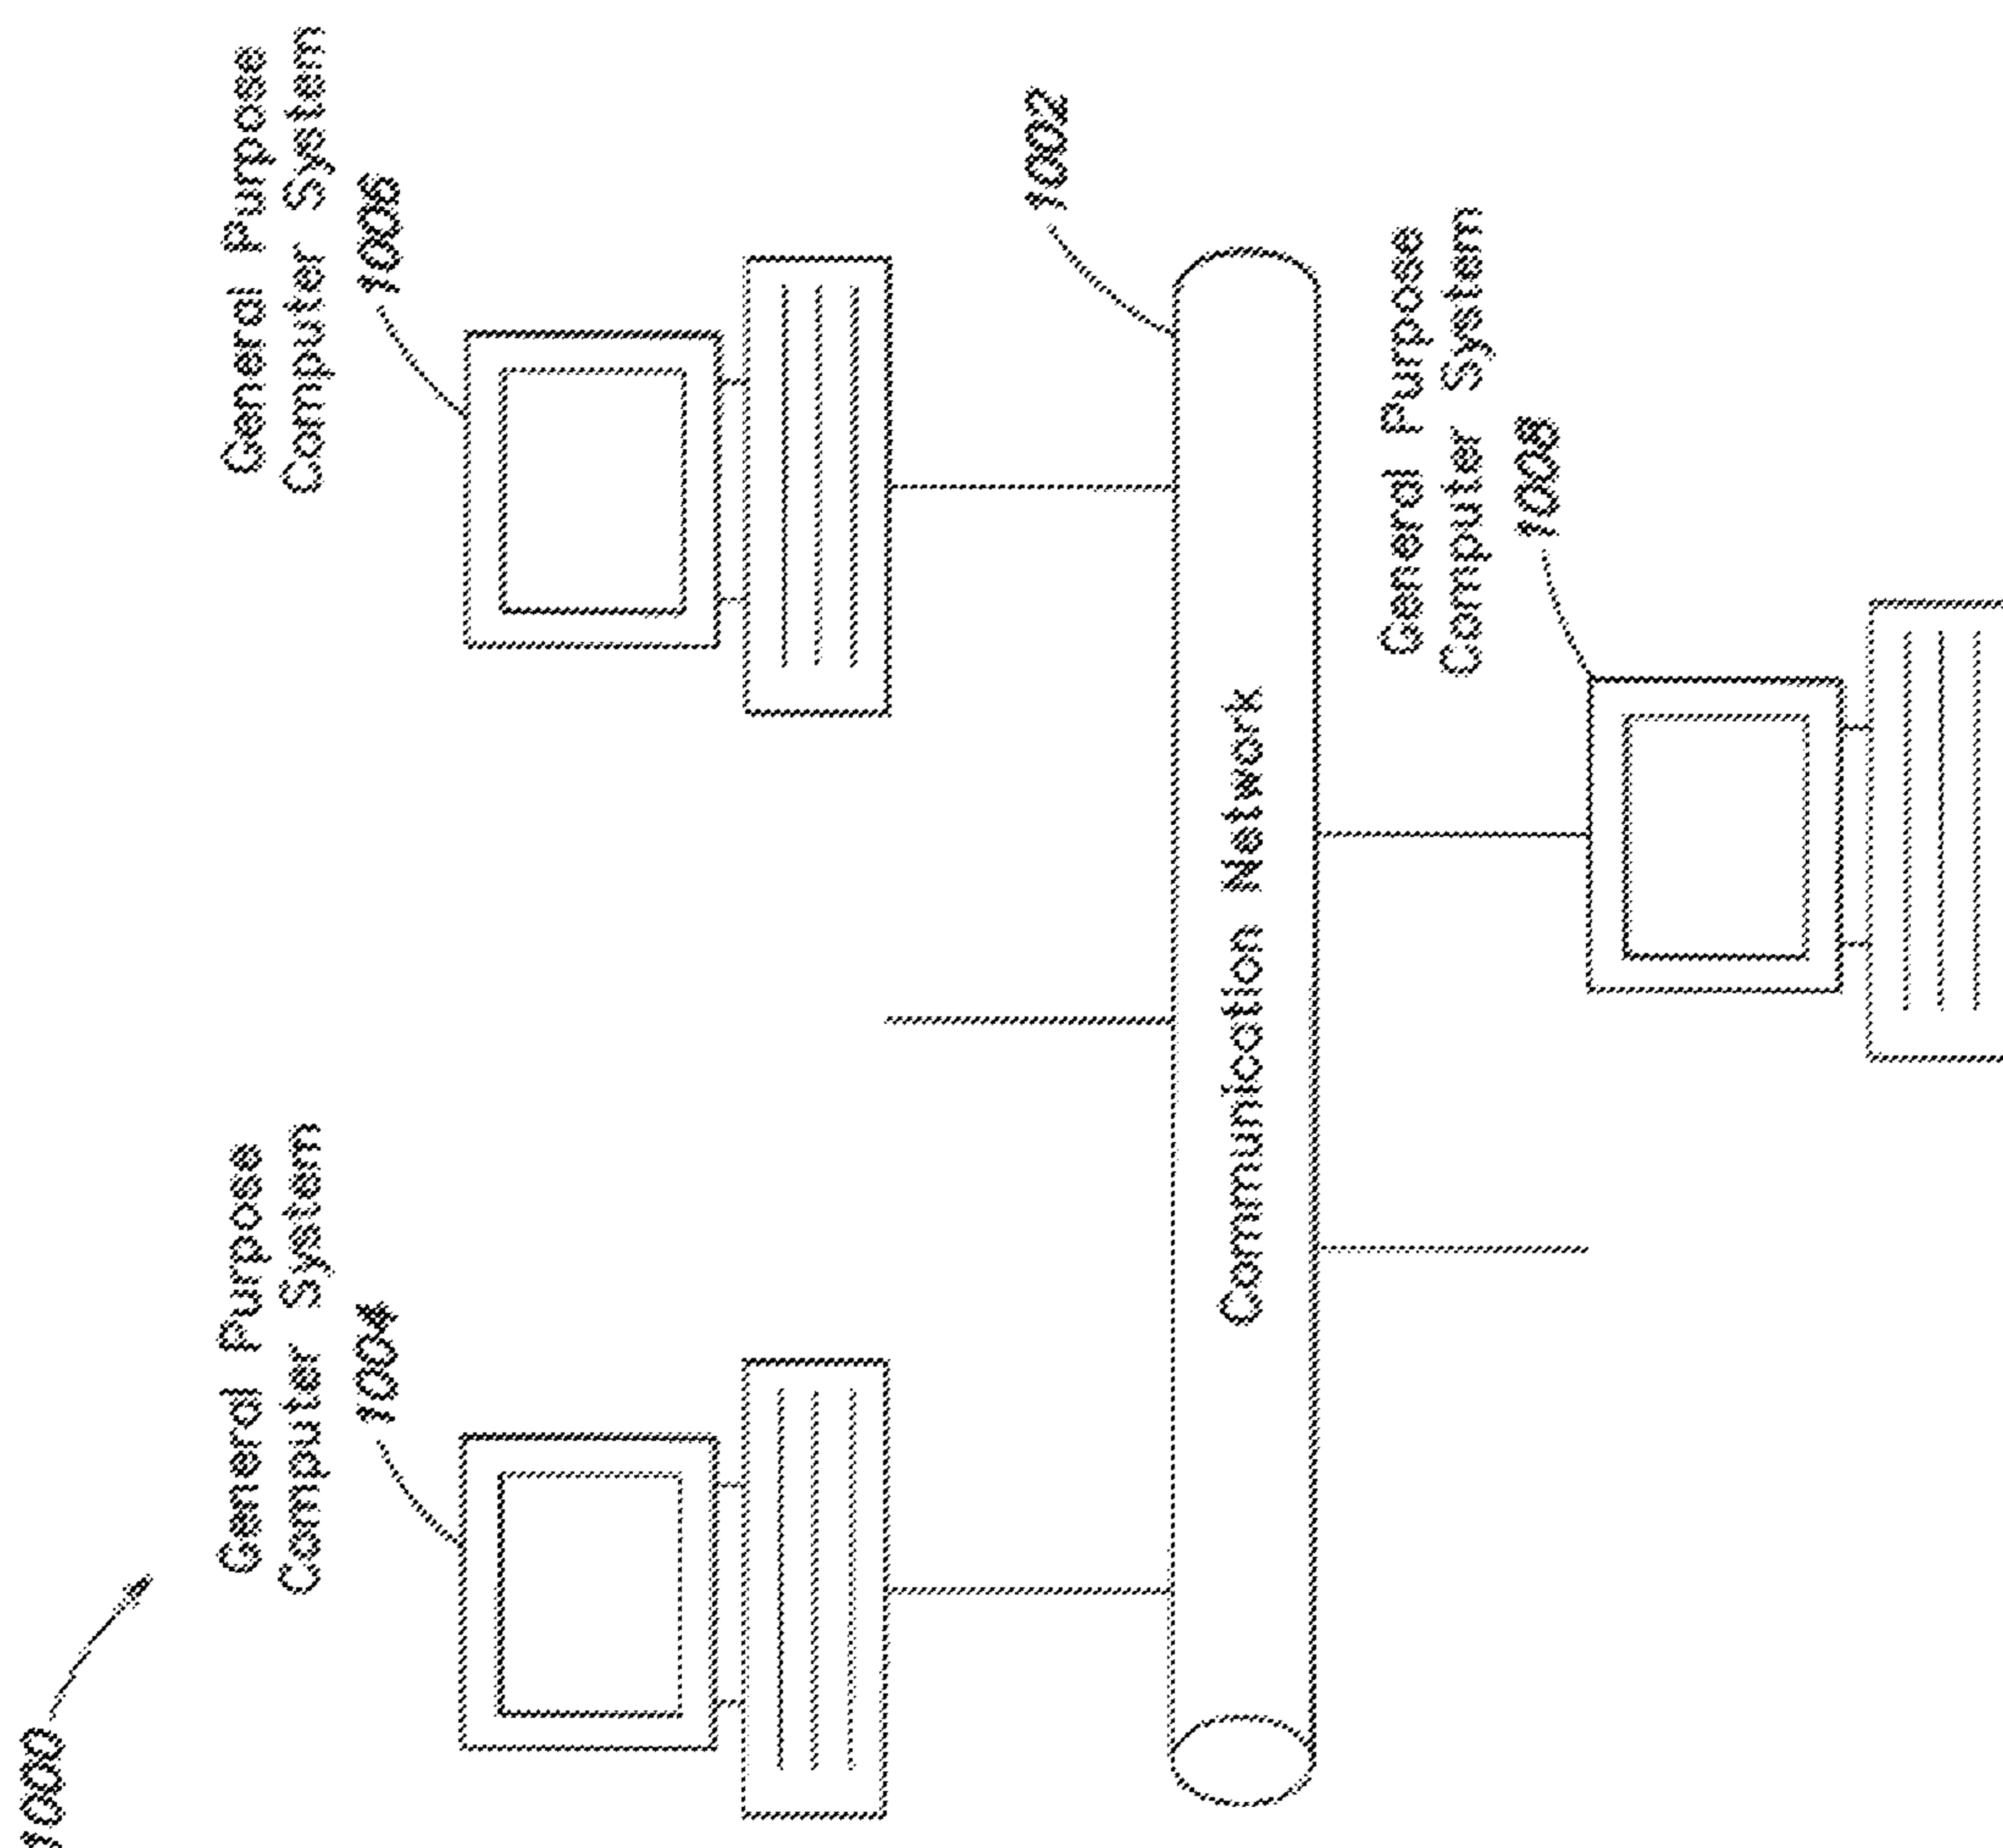 1000
General Purpose
Computer System
1004
General Purpose
Computer System
1006
1002
Communication Network
General Purpose
Computer System
1008